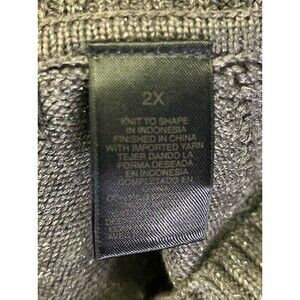 2X
KNIT TO SHAPE
IN INDONESIA
FINISHED IN CHINA
WITH IMPORTED YARN
TEJER DANDO LA
FORMA DESEADA
EN INDONESIA